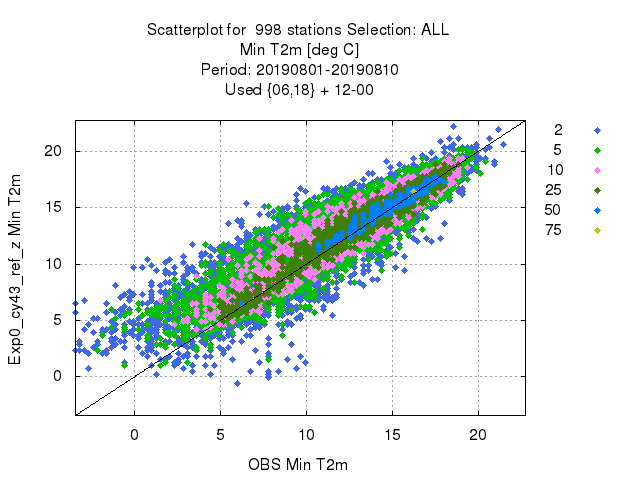 Scatterplot for 998 stations Selection: ALL
Min T2m [deg C]
Period: 20190801-20190810
Used {06,18} + 12-00
Exp0_cy43_ref_z Min T2m
20
15
10
5
0
0 5 10 15 20
OBS Min T2m
2
5
10
25
50
75